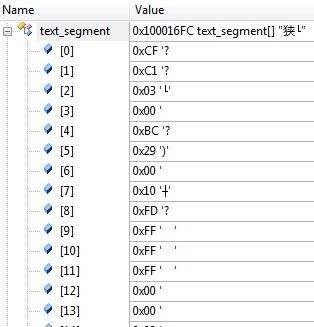 Name Value
text_segment 0x100016FC text_segment[] "狭└"
[0] 0xCF '?
[1] 0xC1 '?
[2] 0x03 '└'
[3] 0x00 '
[4] 0xBC '?
[5] 0x29 ')'
[6] 0x00 '
[7] 0x10 '┼'
[8] 0xFD '?
[9] 0xFF ' '
[10] 0xFF ' '
[11] 0xFF ' '
[12] 0x00 '
[13] 0x00 '